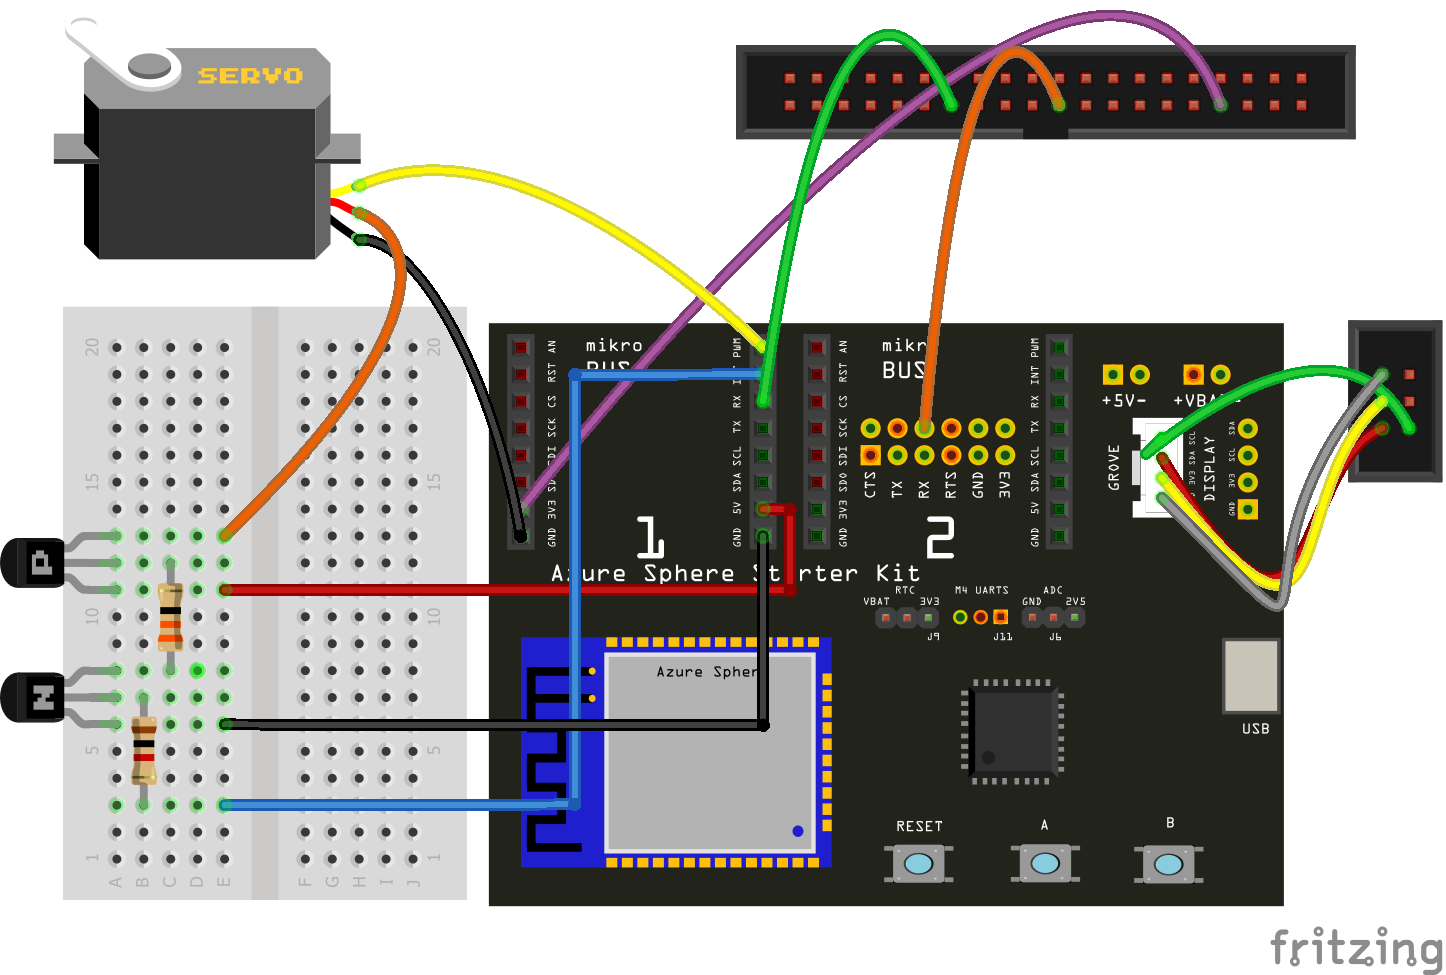 SERVO
20
15
10
5
1
A B C D E
F G H I J
20
15
10
5
1
P
N
mikro
BUS
1
AN
RST
CS
SCK
SDI
SDO
3V3
GND
PWM
INT
RX
TX
SCL
SDA
5V
GND
mikr
BUS
2
AN
RST
CS
SCK
SDI
SDO
3V3
GND
PWM
INT
RX
TX
SCL
SDA
5V
GND
CTS
TX
RX
RTS
GND
3V3
+5V-
+VBAT-
GROVE
SCL
SDA
3V3
DISPLAY
SDA
SCL
3V3
GND
Azure Sphere Starter Kit
RTC
VBAT 3V3
J9
M4 UARTS
J11
ADC
GND 2V5
J6
Azure Spher
USB
RESET
A
B
fritzing